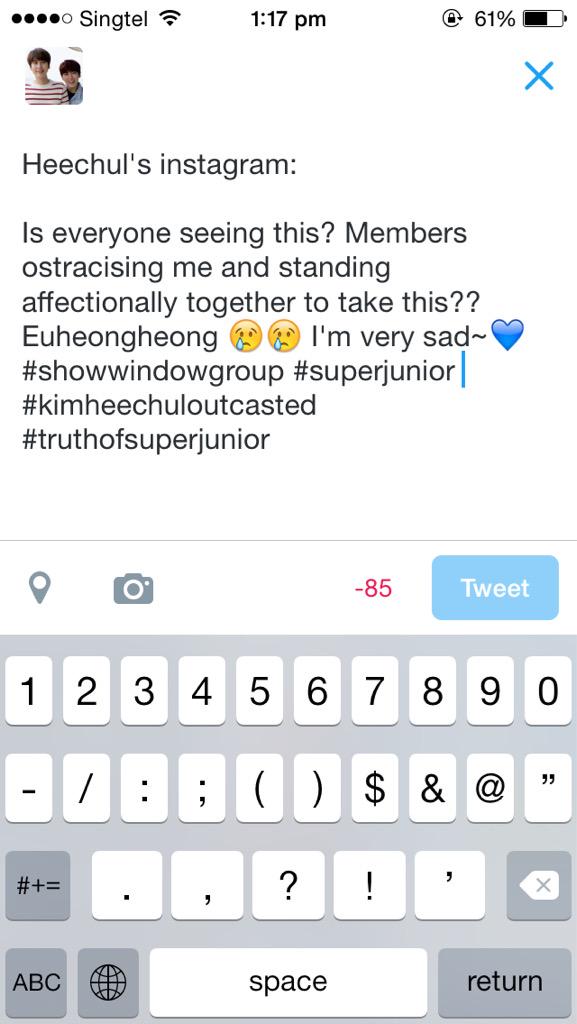 Singtel 1:17 pm 61%
Heechul's instagram:
Is everyone seeing this? Members
ostracising me and standing
affectionally together to take this??
Euheongheong 😢😢 I'm very sad~💙
#showwindowgroup #superjunior
#kimheechuloutcasted
#truthofsuperjunior
-85 Tweet
1 2 3 4 5 6 7 8 9 0
- / : ; ( ) $ & @ ”
#+= . , ? ! ’
ABC space return